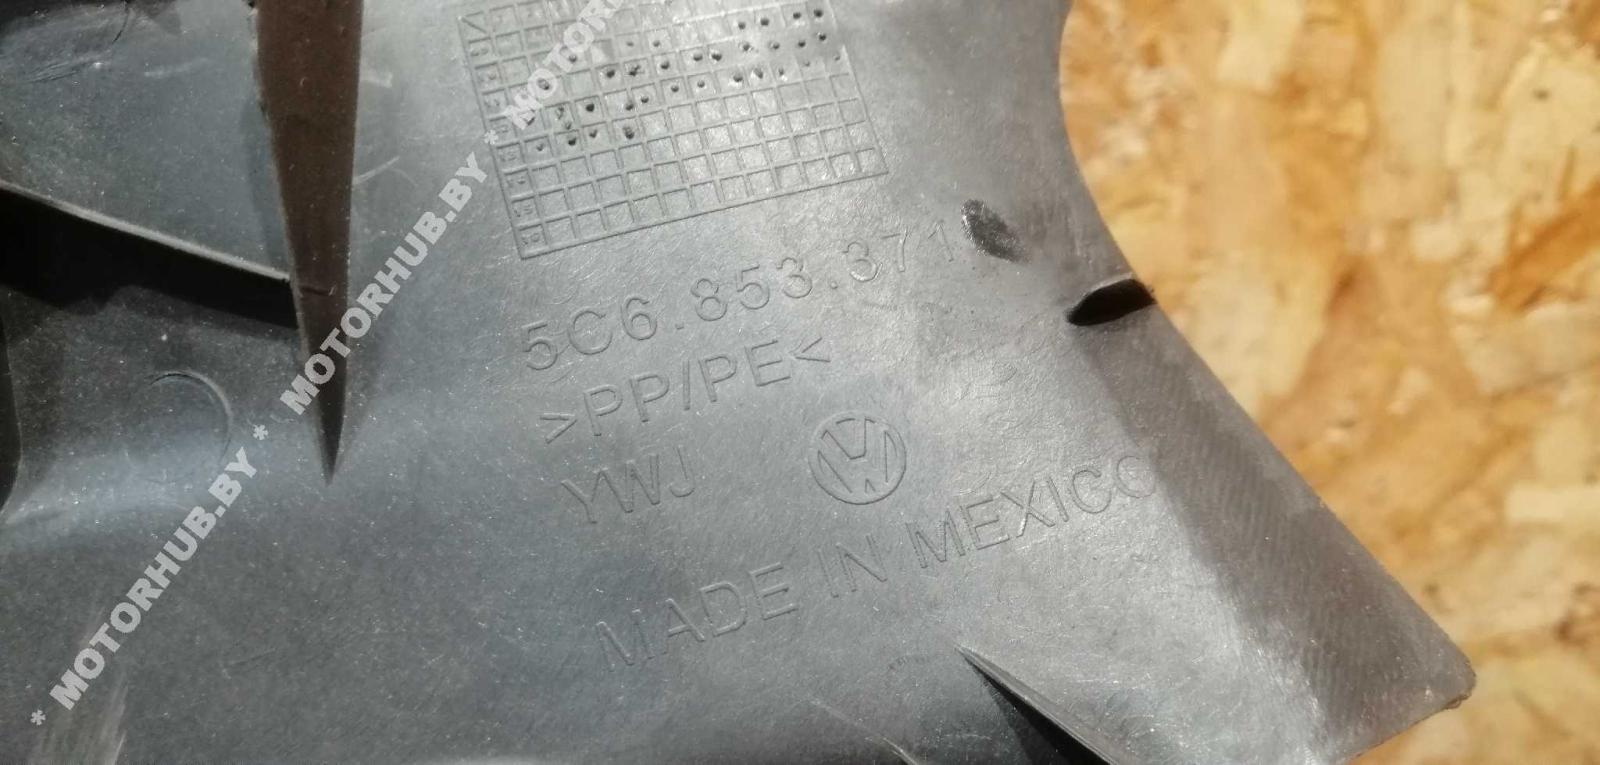 5C6.853.371
>PP/PE<
YWJ
MADE IN MEXICO
* MOTORHUB.BY * MOTORHUB.BY * MOTORHUB.BY